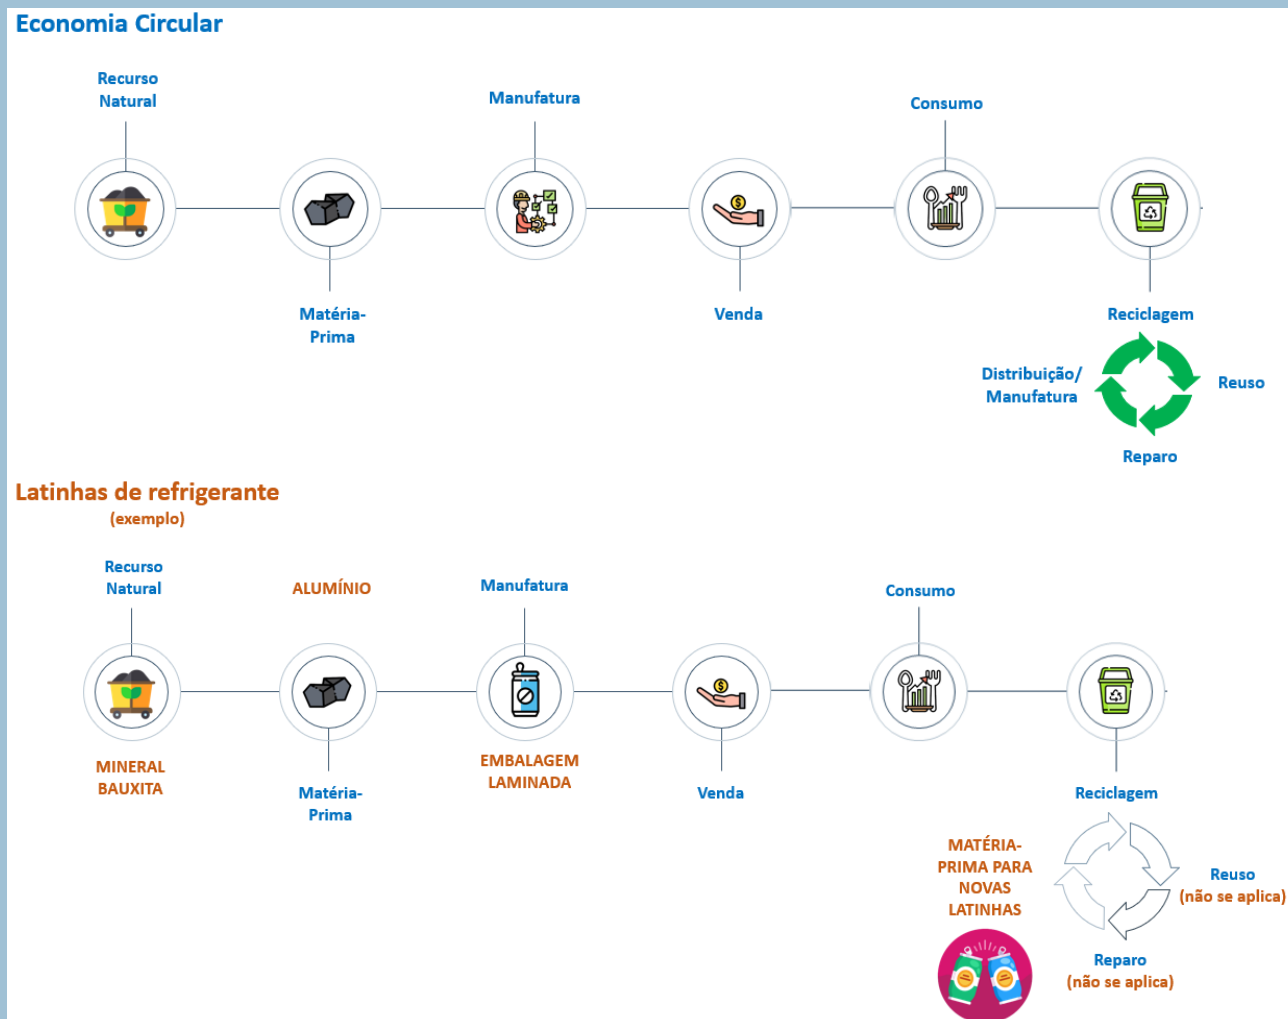 Economia Circular
Recurso
Natural
Manufatura
Consumo
Matéria-
Prima
Venda
Reciclagem
Distribuição/
Manufatura
Reuso
Reparo
Latinhas de refrigerante
(exemplo)
Recurso
Natural
ALUMÍNIO
Manufatura
Consumo
MINERAL
BAUXITA
Matéria-
Prima
EMBALAGEM
LAMINADA
Venda
Reciclagem
MATÉRIA-
PRIMA PARA
NOVAS
LATINHAS
Reuso
(não se aplica)
Reparo
(não se aplica)